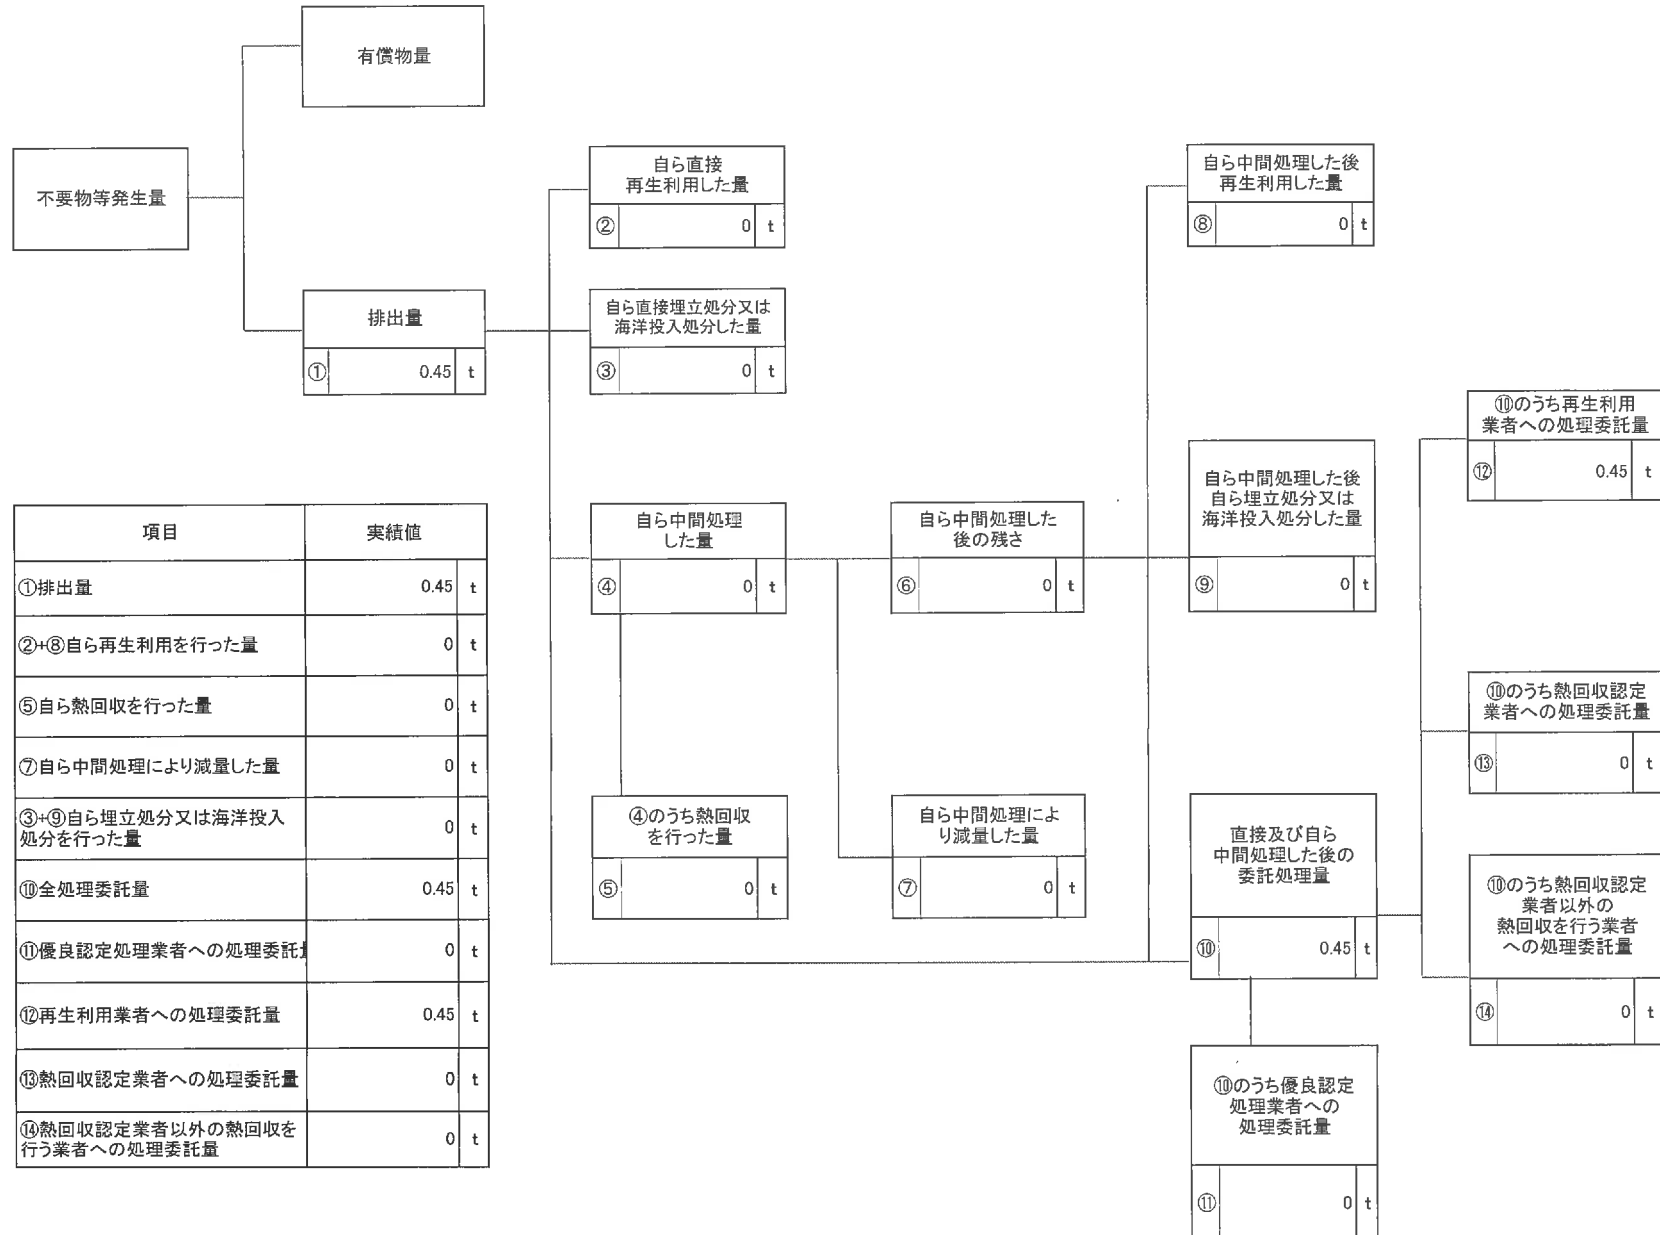 有償物量
不要物等発生量
排出量
① 0.45 t
自ら直接
再生利用した量
② 0 t
自ら直接埋立処分又は
海洋投入処分した量
③ 0 t
自ら中間処理
した量
④ 0 t
④のうち熱回収
を行った量
⑤ 0 t
自ら中間処理した
後の残さ
⑥ 0 t
自ら中間処理によ
り減量した量
⑦ 0 t
自ら中間処理した後
再生利用した量
⑧ 0 t
自ら中間処理した後
自ら埋立処分又は
海洋投入処分した量
⑨ 0 t
直接及び自ら
中間処理した後の
委託処理量
⑩ 0.45 t
⑩のうち優良認定
処理業者への
処理委託量
⑪ 0 t
⑩のうち再生利用
業者への処理委託量
⑫ 0.45 t
⑩のうち熱回収認定
業者への処理委託量
⑬ 0 t
⑩のうち熱回収認定
業者以外の
熱回収を行う業者
への処理委託量
⑭ 0 t
項目 実績値
①排出量 0.45 t
②+⑧自ら再生利用を行った量 0 t
⑤自ら熱回収を行った量 0 t
⑦自ら中間処理により減量した量 0 t
③+⑨自ら埋立処分又は海洋投入
処分を行った量 0 t
⑩全処理委託量 0.45 t
⑪優良認定処理業者への処理委託 0 t
⑫再生利用業者への処理委託量 0.45 t
⑬熱回収認定業者への処理委託量 0 t
⑭熱回収認定業者以外の熱回収を
行う業者への処理委託量 0 t